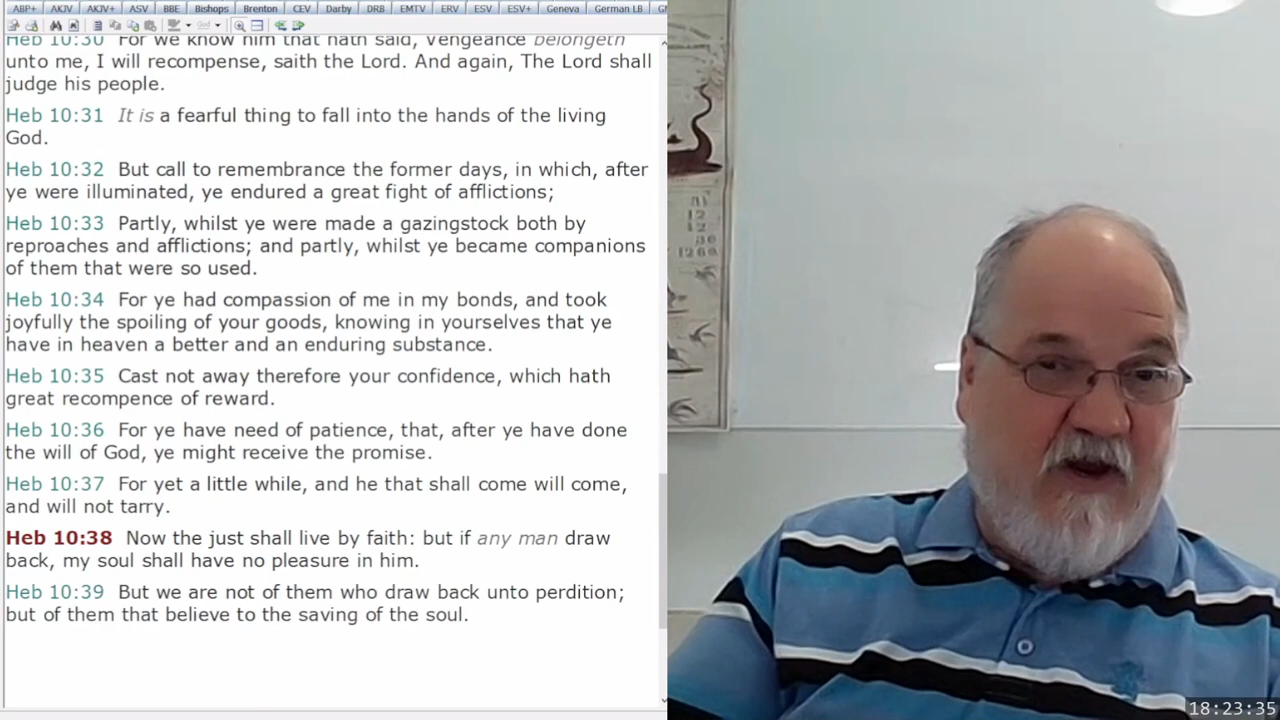 ABP+ AKJV AKJV+ ASV BBE Bishops Brenton CEV Darby DRB EMTV ERV ESV ESV+ Geneva German LB
Heb 10:30 For we know him that hath said, Vengeance belongeth
unto me, I will recompense, saith the Lord. And again, The Lord shall
judge his people.
Heb 10:31 It is a fearful thing to fall into the hands of the living
God.
Heb 10:32 But call to remembrance the former days, in which, after
ye were illuminated, ye endured a great fight of afflictions;
Heb 10:33 Partly, whilst ye were made a gazingstock both by
reproaches and afflictions; and partly, whilst ye became companions
of them that were so used.
Heb 10:34 For ye had compassion of me in my bonds, and took
joyfully the spoiling of your goods, knowing in yourselves that ye
have in heaven a better and an enduring substance.
Heb 10:35 Cast not away therefore your confidence, which hath
great recompence of reward.
Heb 10:36 For ye have need of patience, that, after ye have done
the will of God, ye might receive the promise.
Heb 10:37 For yet a little while, and he that shall come will come,
and will not tarry.
Heb 10:38 Now the just shall live by faith: but if any man draw
back, my soul shall have no pleasure in him.
Heb 10:39 But we are not of them who draw back unto perdition;
but of them that believe to the saving of the soul.
12
12
30
1260
18:23:35